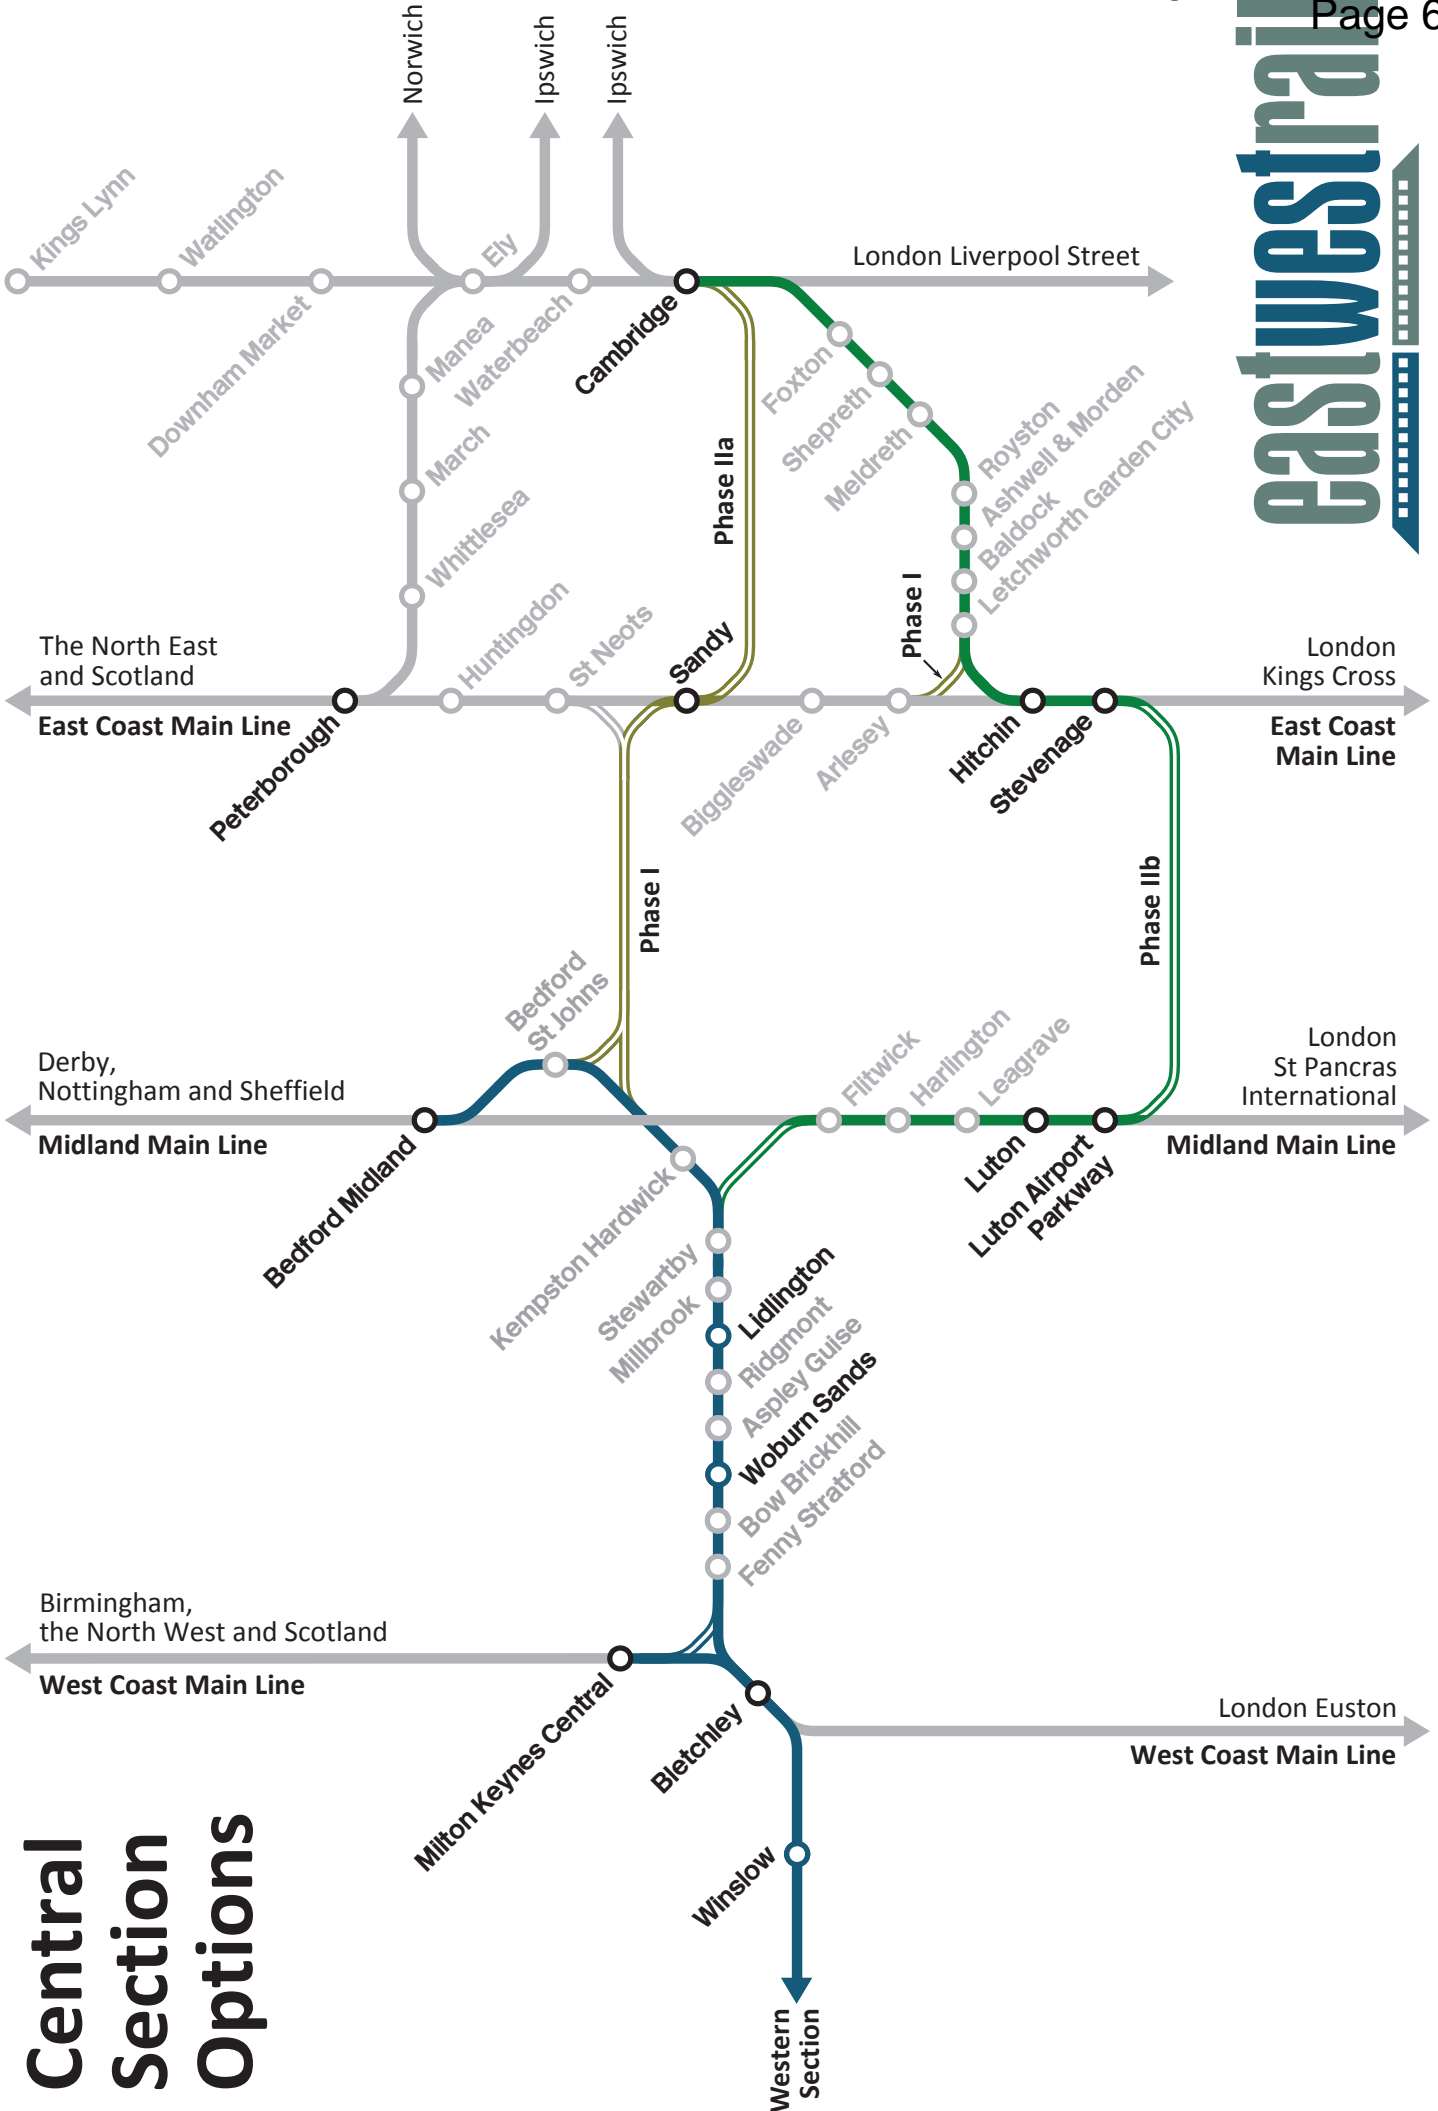 Page 6
eastwestrail
Norwich
Ipswich
Ipswich
Kings Lynn
Watlington
Downham Market
Ely
Waterbeach
Cambridge
London Liverpool Street
Manea
March
Whittlesea
Foxton
Shepreth
Meldreth
Royston
Ashwell & Morden
Baldock
Letchworth Garden City
Phase IIa
Phase I
The North East
and Scotland
East Coast Main Line
Peterborough
Huntingdon
St Neots
Sandy
Biggleswade
Arlesey
Hitchin
Stevenage
London
Kings Cross
East Coast
Main Line
Phase I
Phase IIb
Bedford
St Johns
Derby,
Nottingham and Sheffield
Midland Main Line
Bedford Midland
Flitwick
Harlington
Leagrave
Luton
Luton Airport
Parkway
London
St Pancras
International
Midland Main Line
Kempston Hardwick
Stewartby
Millbrook
Lidlington
Ridgmont
Aspley Guise
Woburn Sands
Bow Brickhill
Fenny Stratford
Birmingham,
the North West and Scotland
West Coast Main Line
Milton Keynes Central
Bletchley
London Euston
West Coast Main Line
Winslow
Western
Section
Central
Section
Options